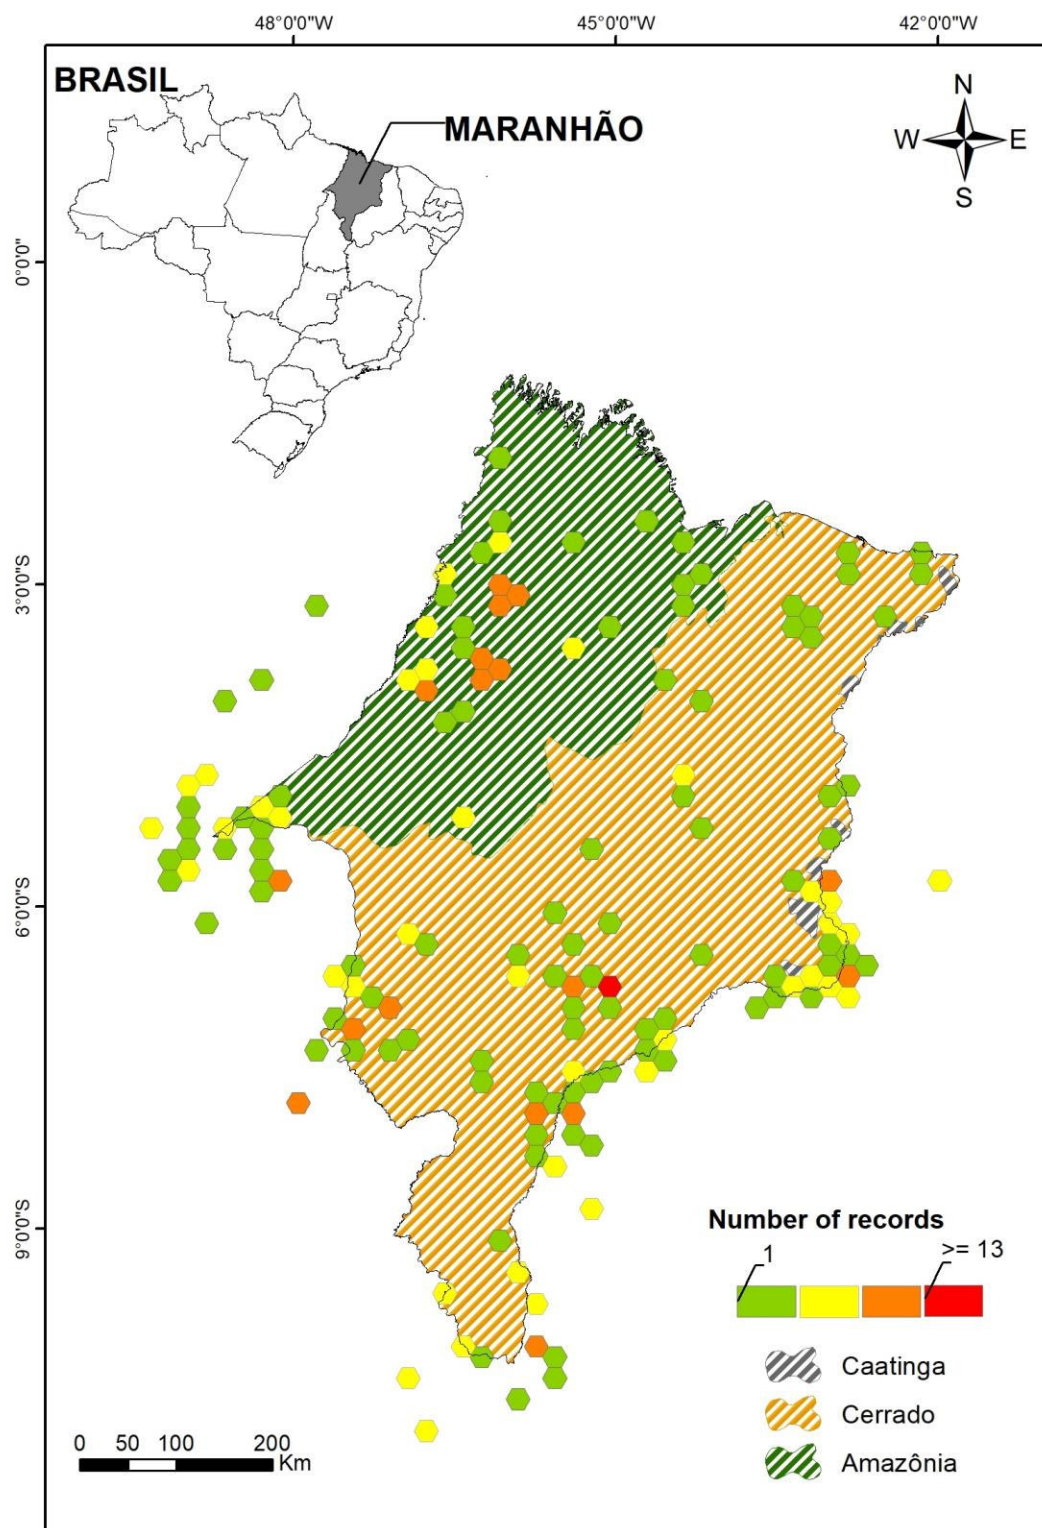 48°0'0"W 45°0'0"W 42°0'0"W
BRASIL
MARANHÃO
N
W E
S
0°0'0"
3°0'0"S
6°0'0"S
9°0'0"S
Number of records
1 >= 13
Caatinga
Cerrado
Amazônia
0 50 100 200
Km